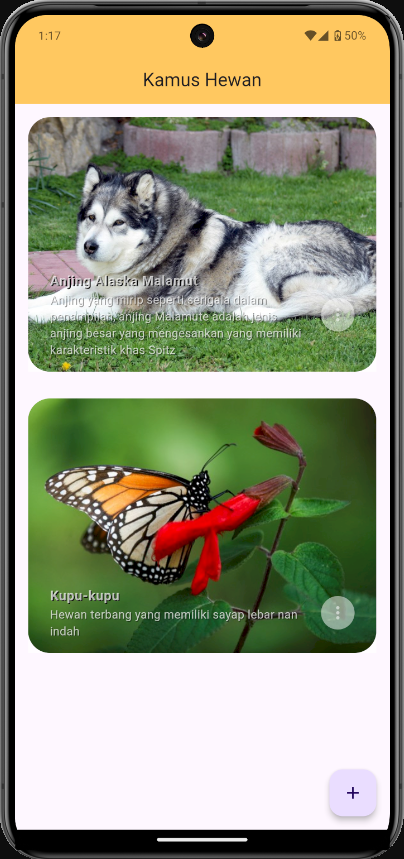 1:17
50%
Kamus Hewan
Anjing Alaska Malamut
Anjing yang mirip seperti serigala dalam
penampilan,anjing Malamute adalah jenis
anjing besar yang mengesankan yang memiliki
karakteristik khas Spitz
Kupu-kupu
Hewan terbang yang memiliki sayap lebar nan
indah
+